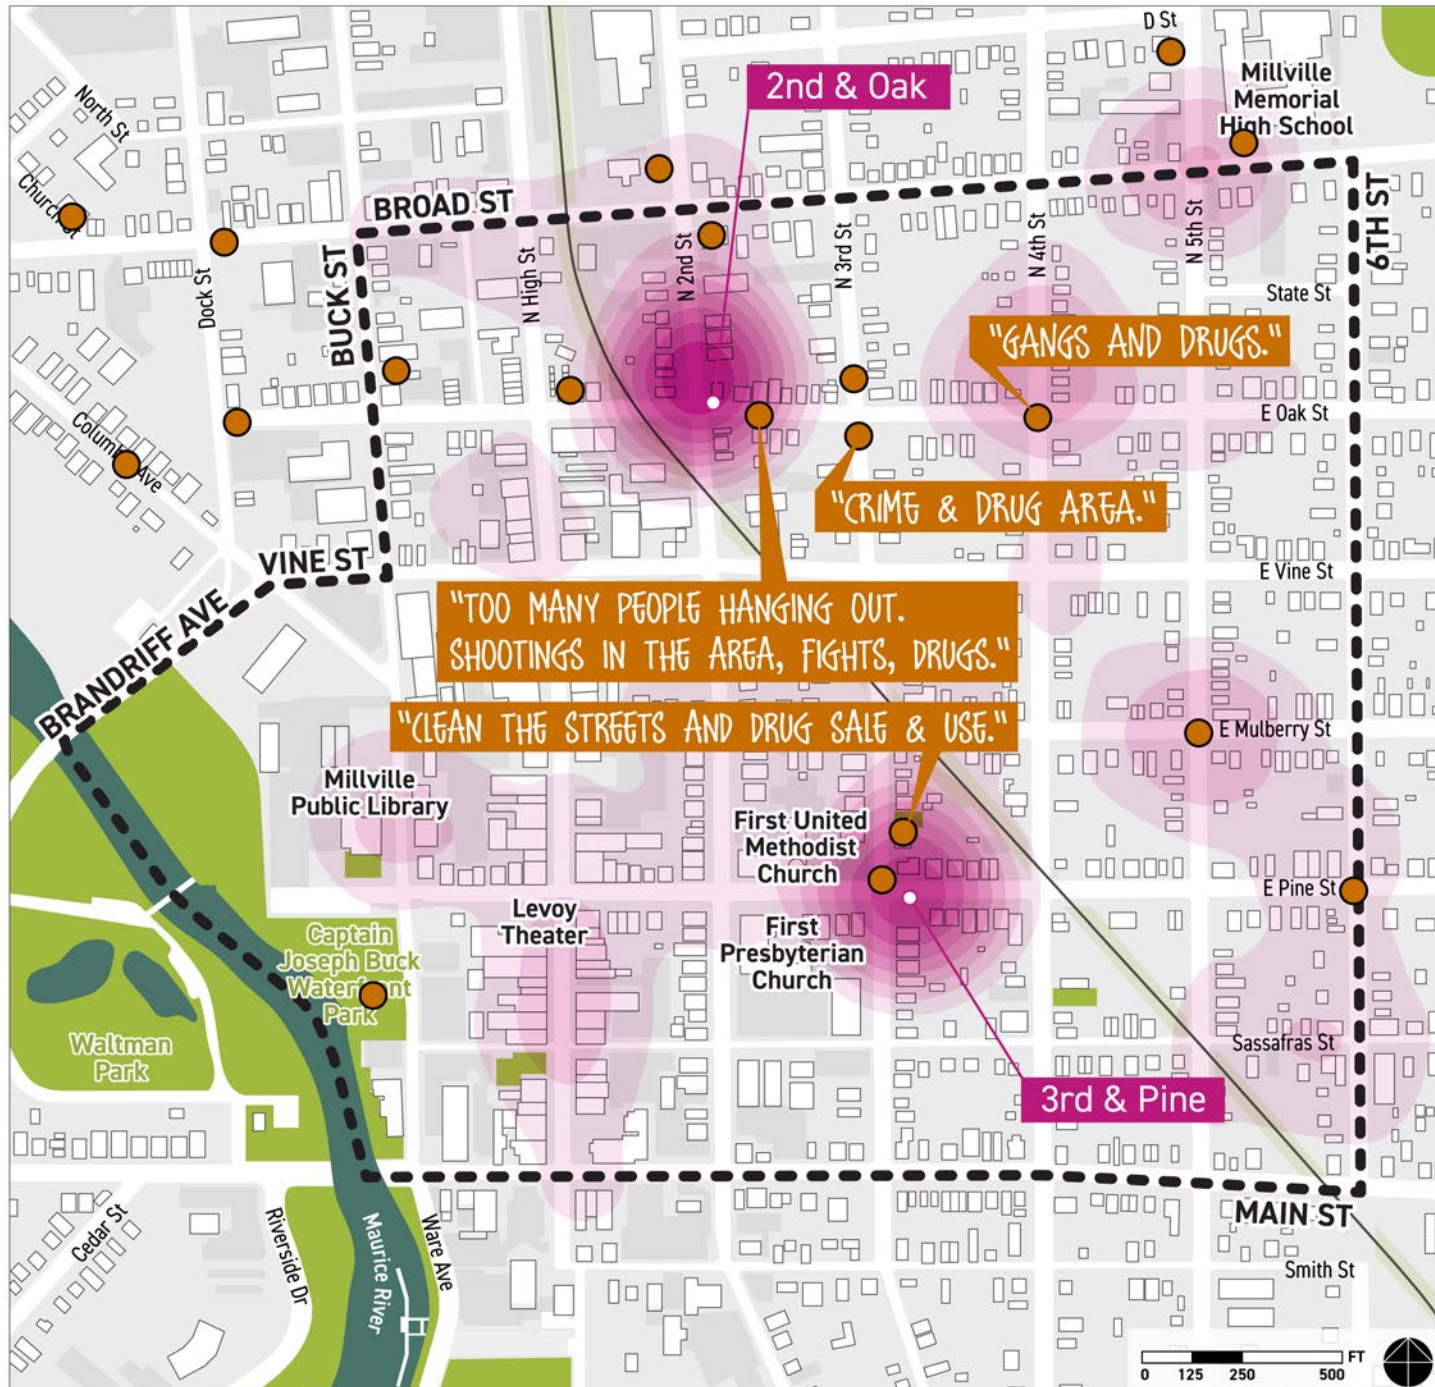 D St
2nd & Oak
Millville
Memorial
High School
North St
Church St
BROAD ST
6TH ST
N 5th St
N 4th St
N 3rd St
N 2nd St
N High St
BUCK ST
Dock St
State St
"GANGS AND DRUGS."
E Oak St
Columbia Ave
"CRIME & DRUG AREA."
VINE ST
E Vine St
"TOO MANY PEOPLE HANGING OUT.
SHOOTINGS IN THE AREA, FIGHTS, DRUGS."
BRANDRIFF AVE
"CLEAN THE STREETS AND DRUG SALE & USE."
E Mulberry St
Millville
Public Library
First United
Methodist
Church
E Pine St
Levoy
Theater
First
Presbyterian
Church
Captain
Joseph Buck
Waterfront
Park
Waltman
Park
Sassafras St
3rd & Pine
MAIN ST
Cedar St
Riverside Dr
Maurice River
Ware Ave
Smith St
0 125 250 500 FT